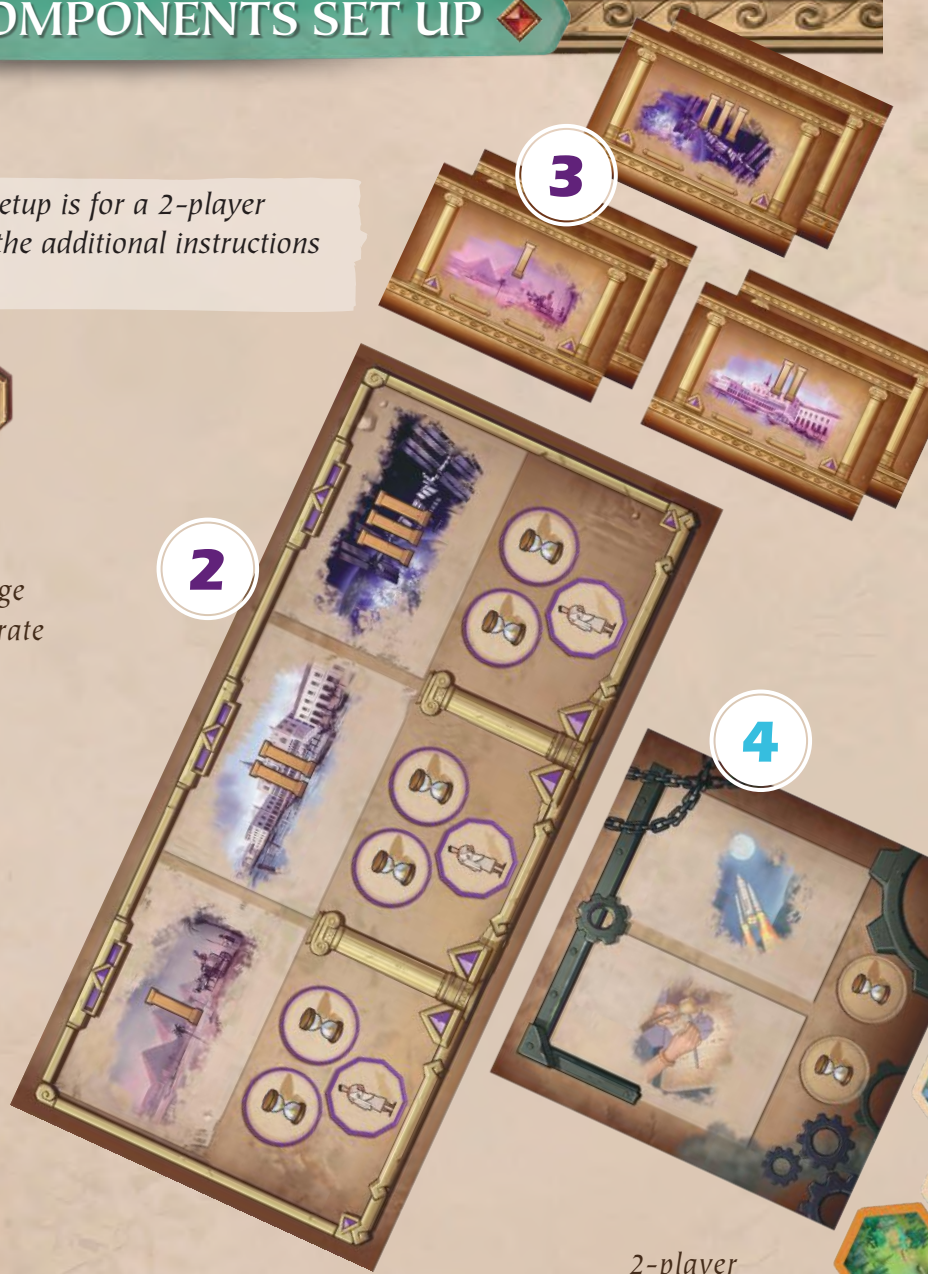 OMPONENTS SET UP
etup is for a 2-player
the additional instructions
3
2
ge
rate
4
2-player